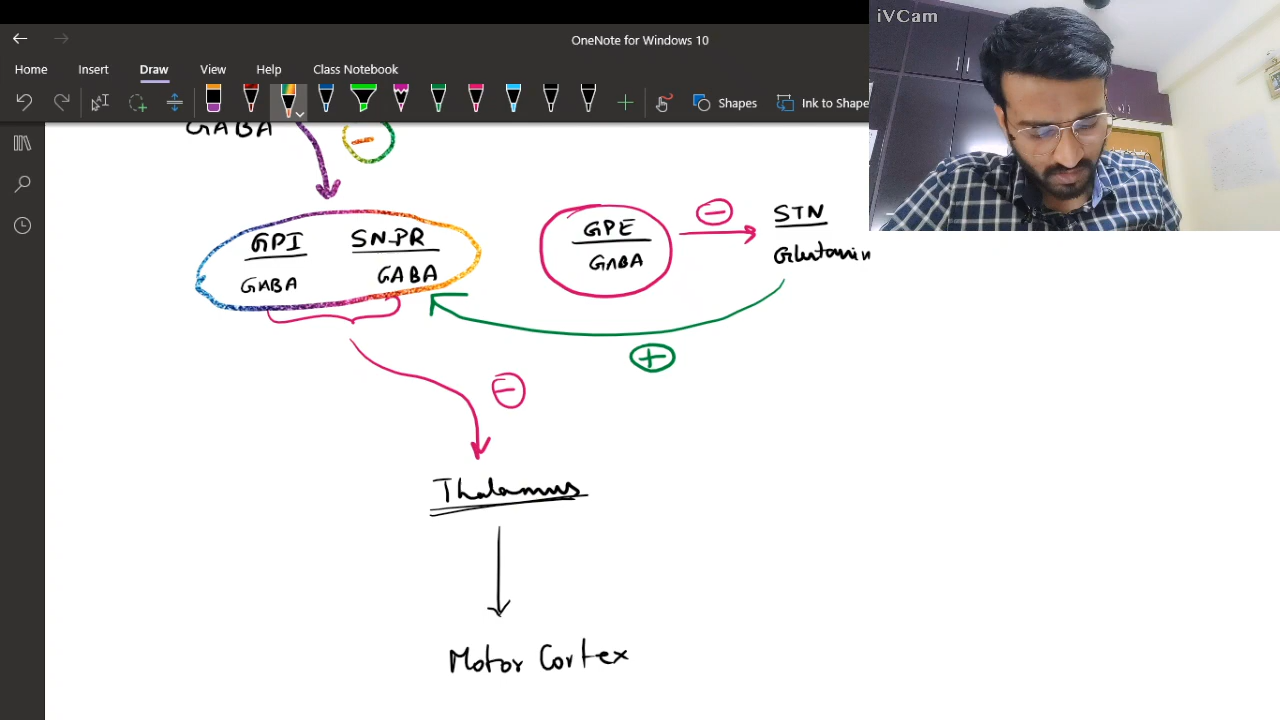 iVCam
OneNote for Windows 10
Home Insert Draw View Help Class Notebook
Shapes Ink to Shape
GABA
GPI SNPR GPE STN
GABA GABA GABA Glutamin
Thalamus
Motor Cortex